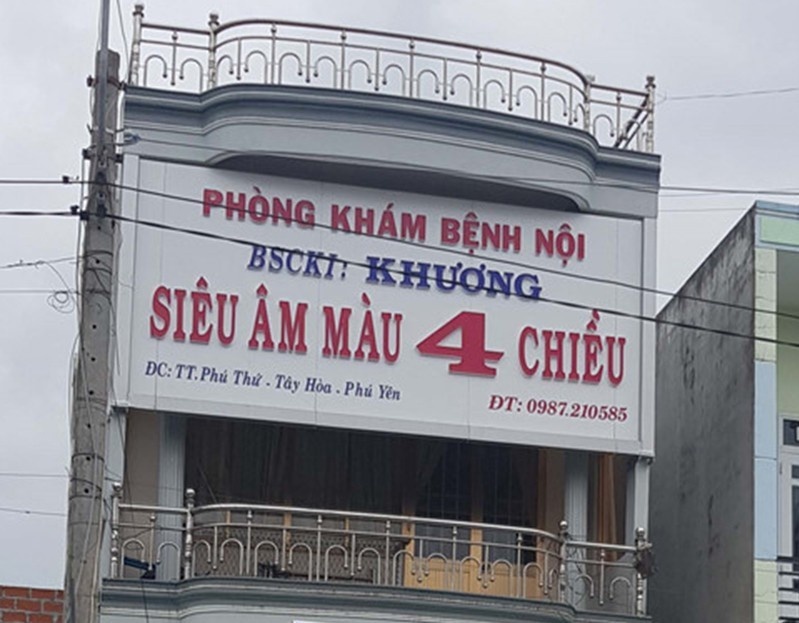 PHÒNG KHÁM BỆNH NỘI
BSCKI: KHƯƠNG
SIÊU ÂM MÀU 4 CHIỀU
ĐC: TT.Phú Thứ - Tây Hòa - Phú Yên
ĐT: 0987.210585